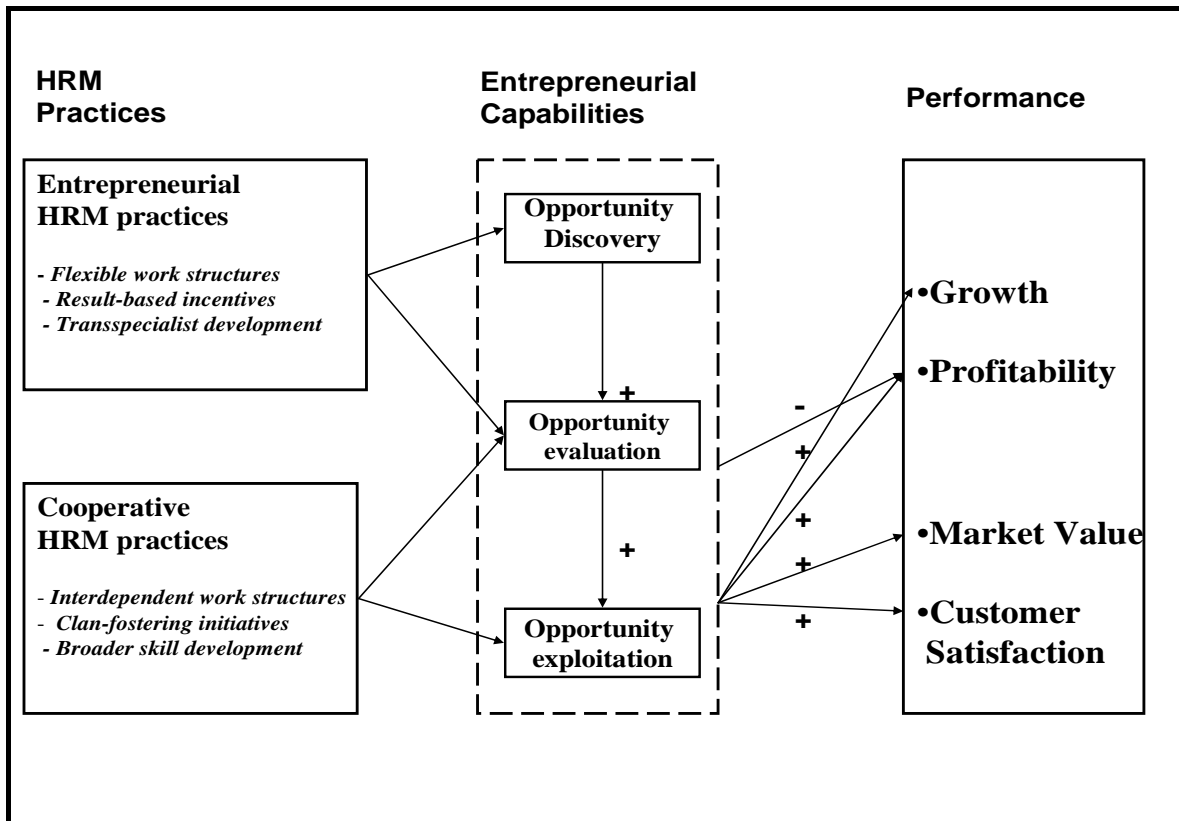 HRM
Practices
Entrepreneurial
HRM practices
- Flexible work structures
- Result-based incentives
- Transspecialist development
Cooperative
HRM practices
- Interdependent work structures
- Clan-fostering initiatives
- Broader skill development
Entrepreneurial
Capabilities
Opportunity
Discovery
+
Opportunity
evaluation
+
Opportunity
exploitation
-
+
+
+
+
Performance
•Growth
•Profitability
•Market Value
•Customer
Satisfaction